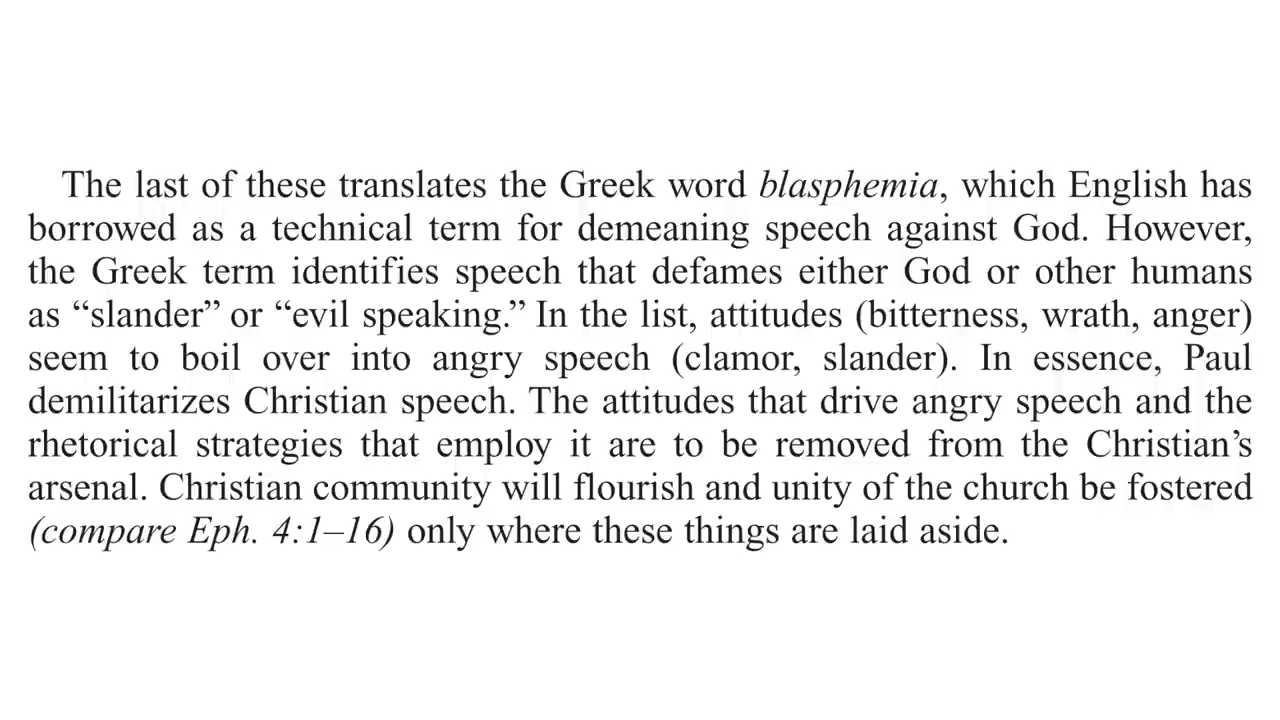 The last of these translates the Greek word blasphemia, which English has
borrowed as a technical term for demeaning speech against God. However,
the Greek term identifies speech that defames either God or other humans
as “slander” or “evil speaking.” In the list, attitudes (bitterness, wrath, anger)
seem to boil over into angry speech (clamor, slander). In essence, Paul
demilitarizes Christian speech. The attitudes that drive angry speech and the
rhetorical strategies that employ it are to be removed from the Christian’s
arsenal. Christian community will flourish and unity of the church be fostered
(compare Eph. 4:1–16) only where these things are laid aside.